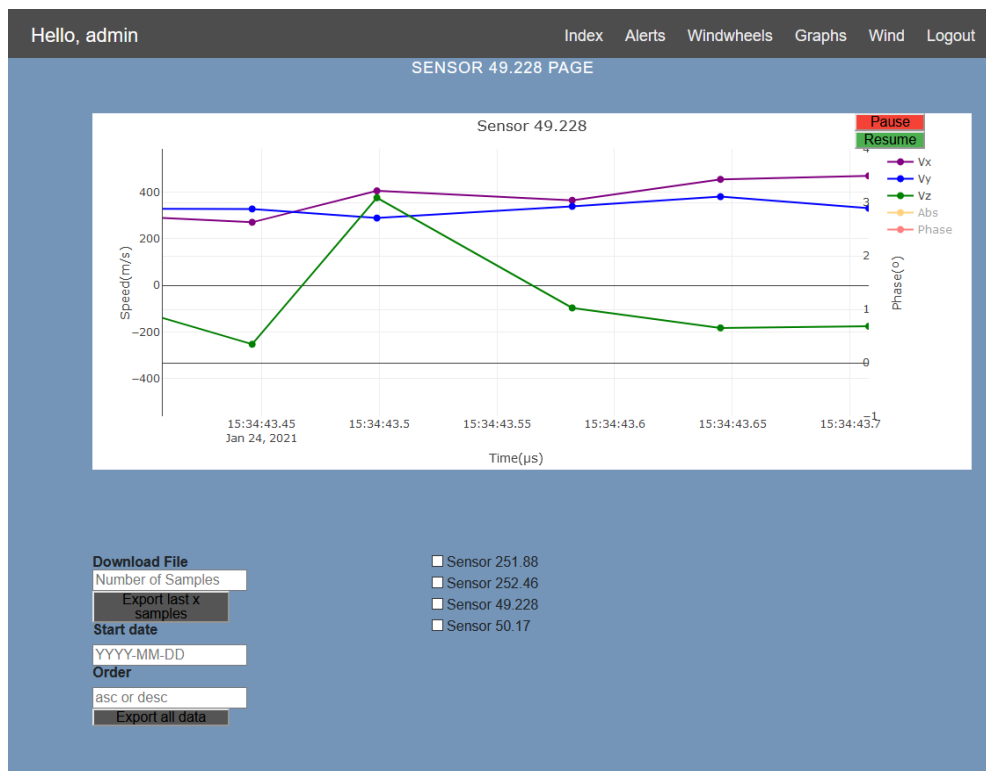 Hello, admin
Index Alerts Windwheels Graphs Wind Logout
SENSOR 49.228 PAGE
Sensor 49.228
Pause
Resume
4
Vx
Vy
Vz
Abs
Phase
400
200
0
−200
−400
Speed(m/s)
3
2
1
0
−1
Phase(º)
15:34:43.45 15:34:43.5 15:34:43.55 15:34:43.6 15:34:43.65 15:34:43.7
Jan 24, 2021
Time(μs)
Download File
Number of Samples
Export last x
samples
Start date
YYYY-MM-DD
Order
asc or desc
Export all data
Sensor 251.88
Sensor 252.46
Sensor 49.228
Sensor 50.17